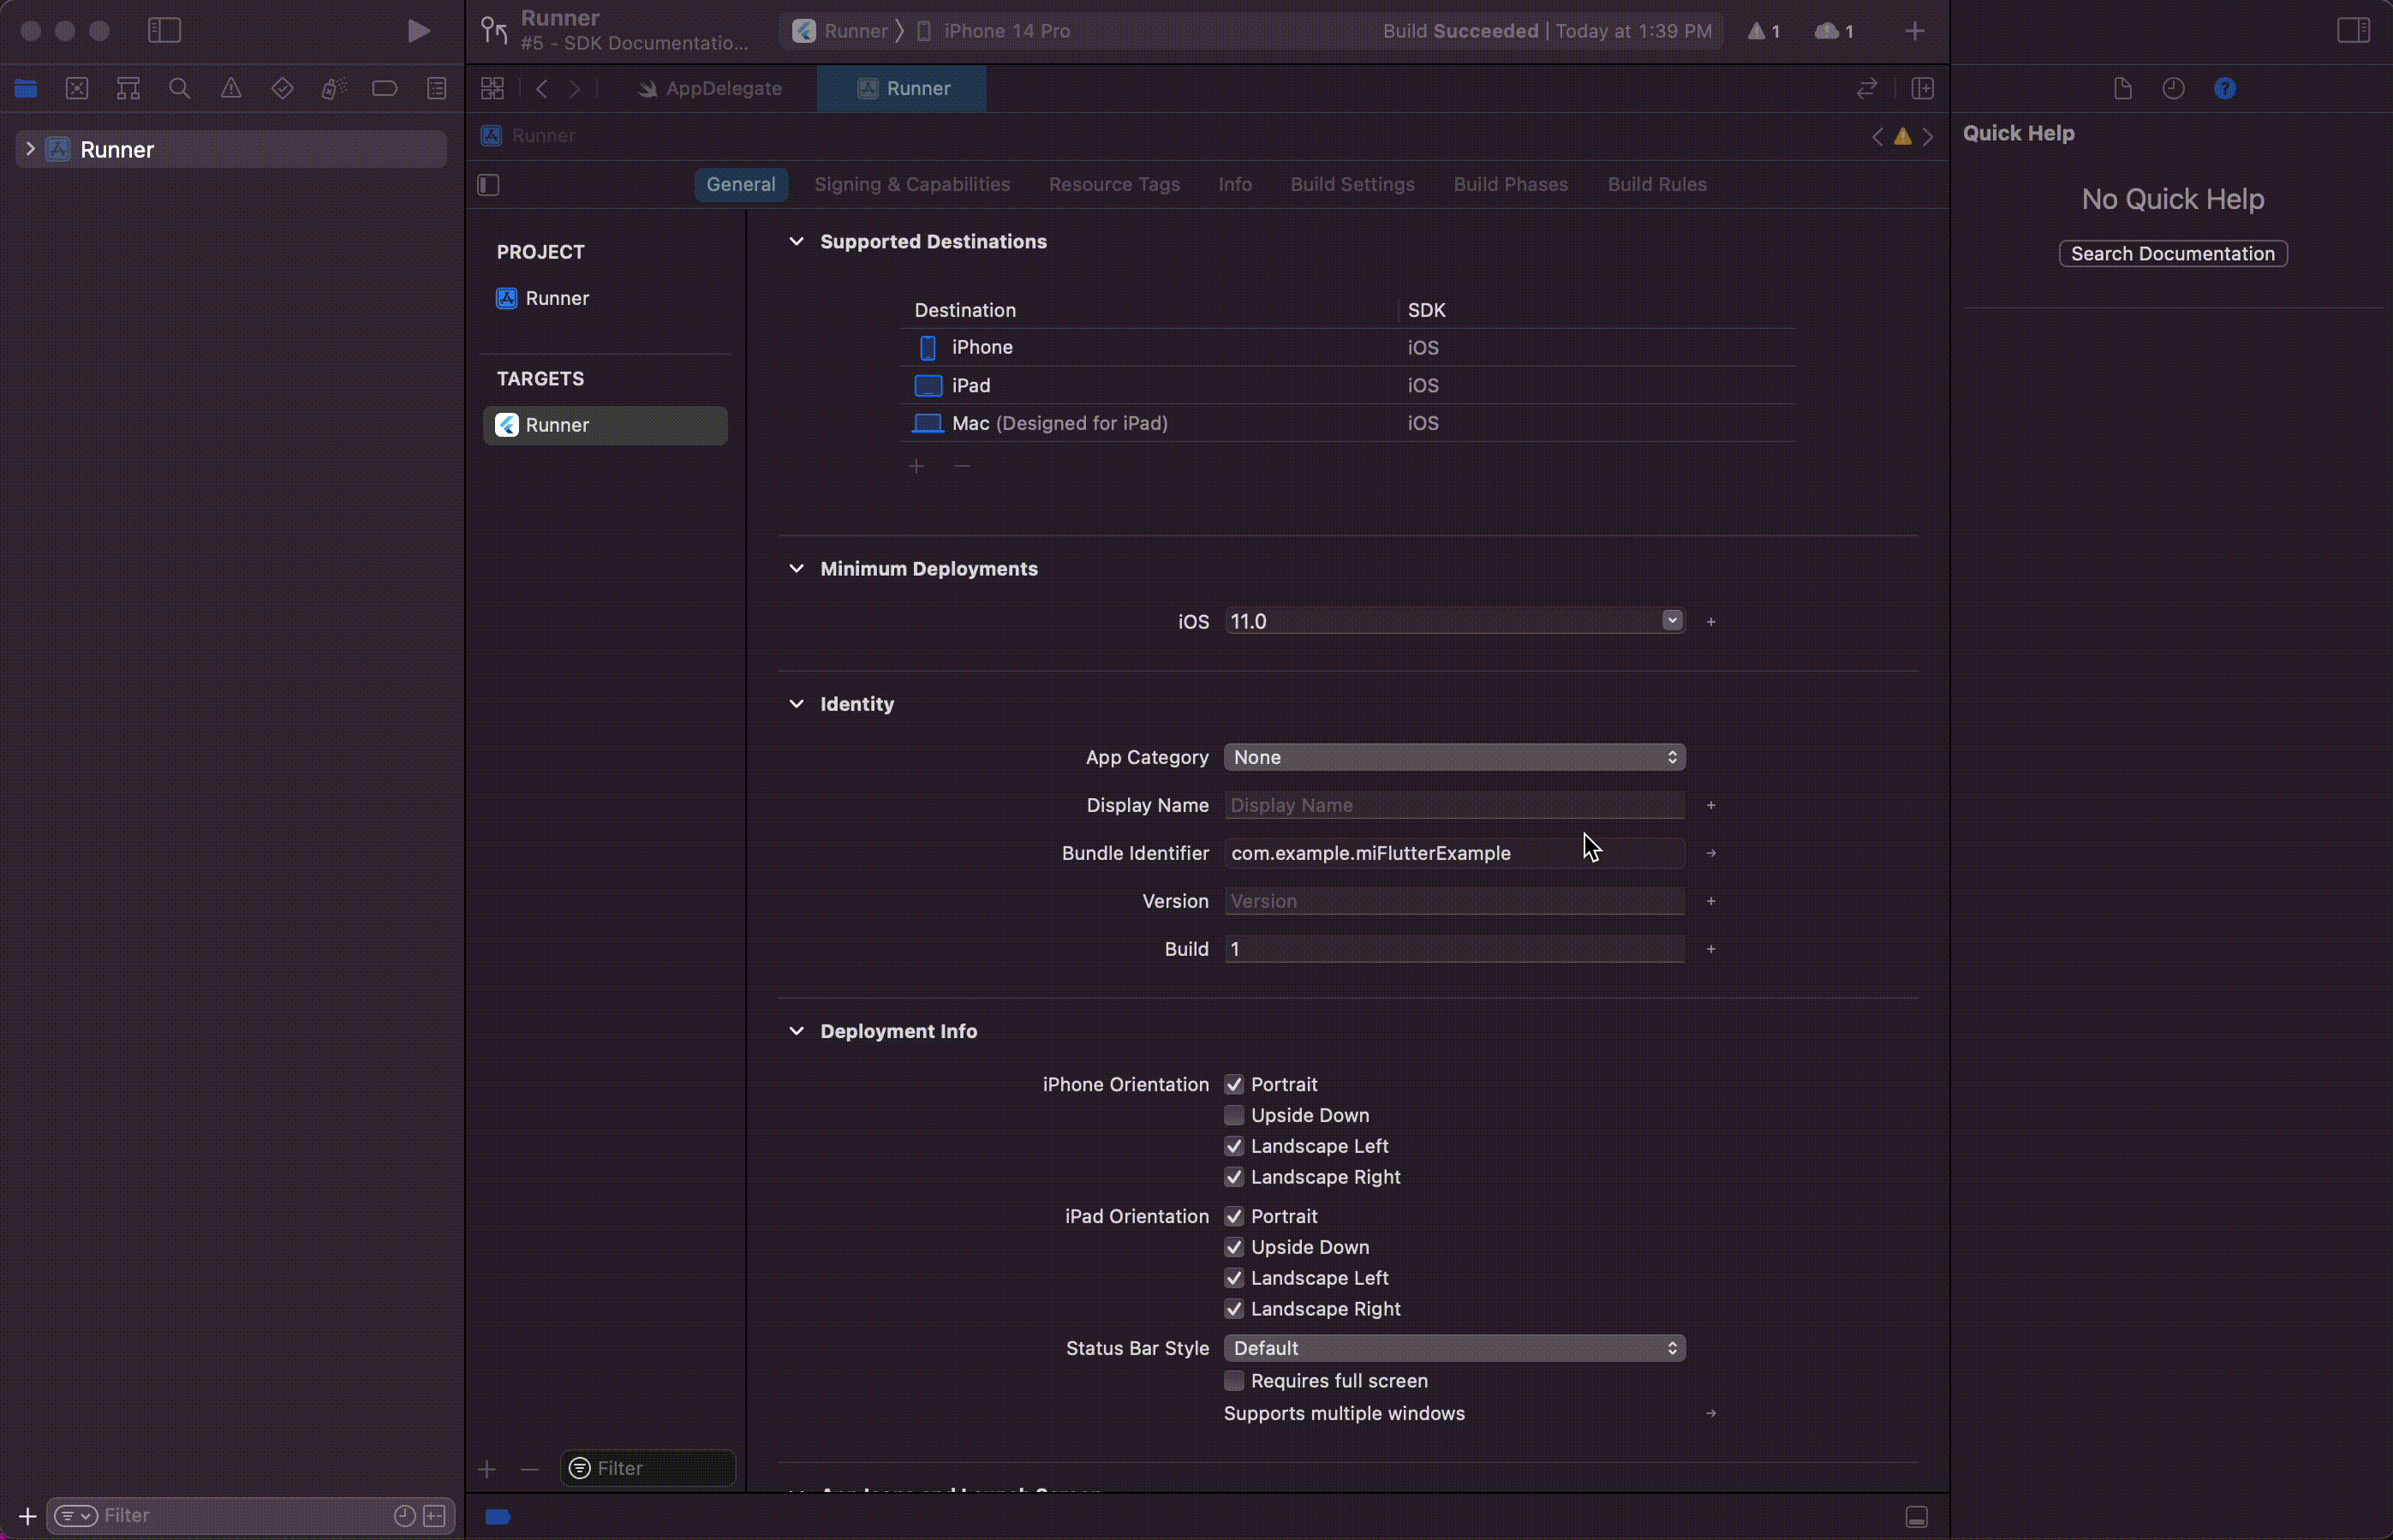 Runner
#5 - SDK Documentatio...
Runner
iPhone 14 Pro
Build Succeeded | Today at 1:39 PM
1
1
AppDelegate
Runner
Runner
Runner
Quick Help
No Quick Help
Search Documentation
General
Signing & Capabilities
Resource Tags
Info
Build Settings
Build Phases
Build Rules
PROJECT
Runner
TARGETS
Runner
Supported Destinations
Destination
SDK
iPhone
iOS
iPad
iOS
Mac (Designed for iPad)
iOS
Minimum Deployments
iOS
11.0
Identity
App Category
None
Display Name
Display Name
Bundle Identifier
com.example.miFlutterExample
Version
Version
Build
1
Deployment Info
iPhone Orientation
Portrait
Upside Down
Landscape Left
Landscape Right
iPad Orientation
Portrait
Upside Down
Landscape Left
Landscape Right
Status Bar Style
Default
Requires full screen
Supports multiple windows
Filter
Filter